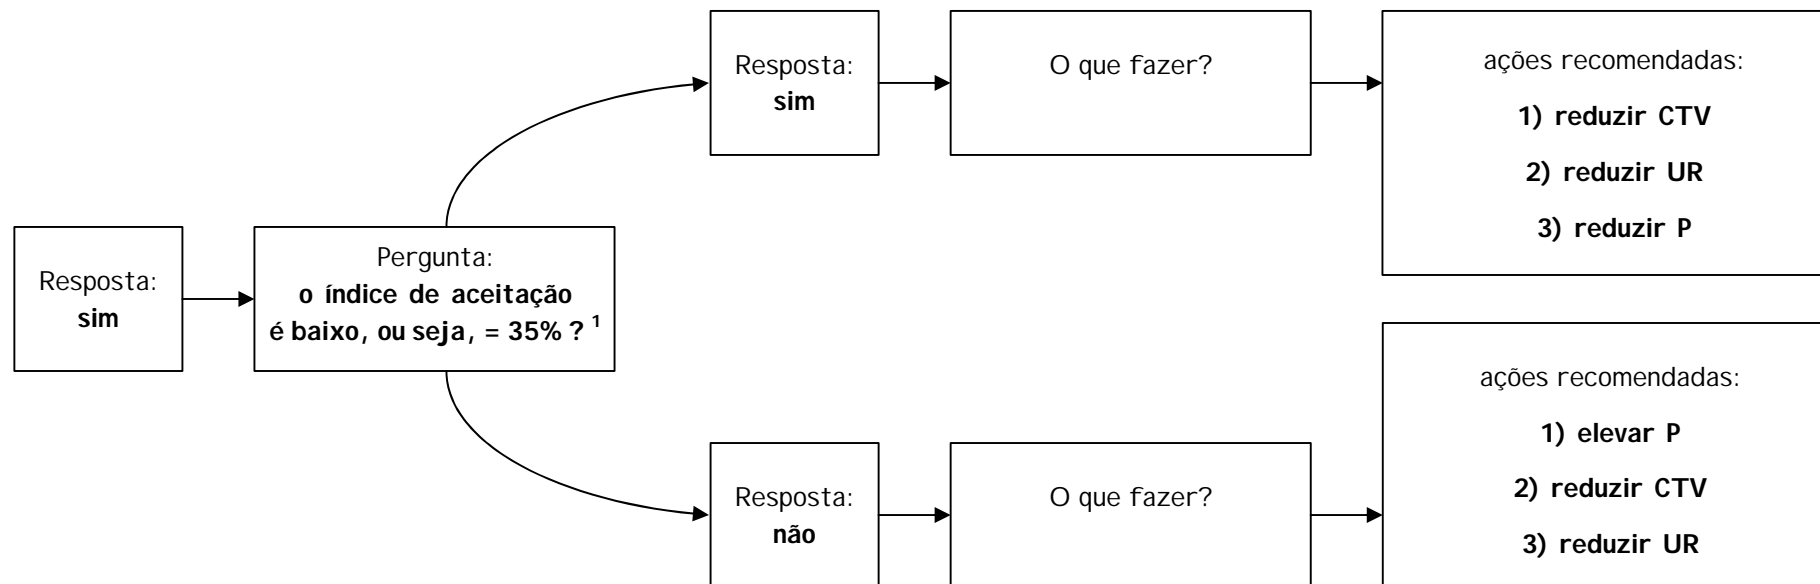 Resposta:
sim
Pergunta:
o índice de aceitação
é baixo, ou seja, = 35% ? 1
Resposta:
sim
O que fazer?
ações recomendadas:
1) reduzir CTV
2) reduzir UR
3) reduzir P
Resposta:
não
O que fazer?
ações recomendadas:
1) elevar P
2) reduzir CTV
3) reduzir UR